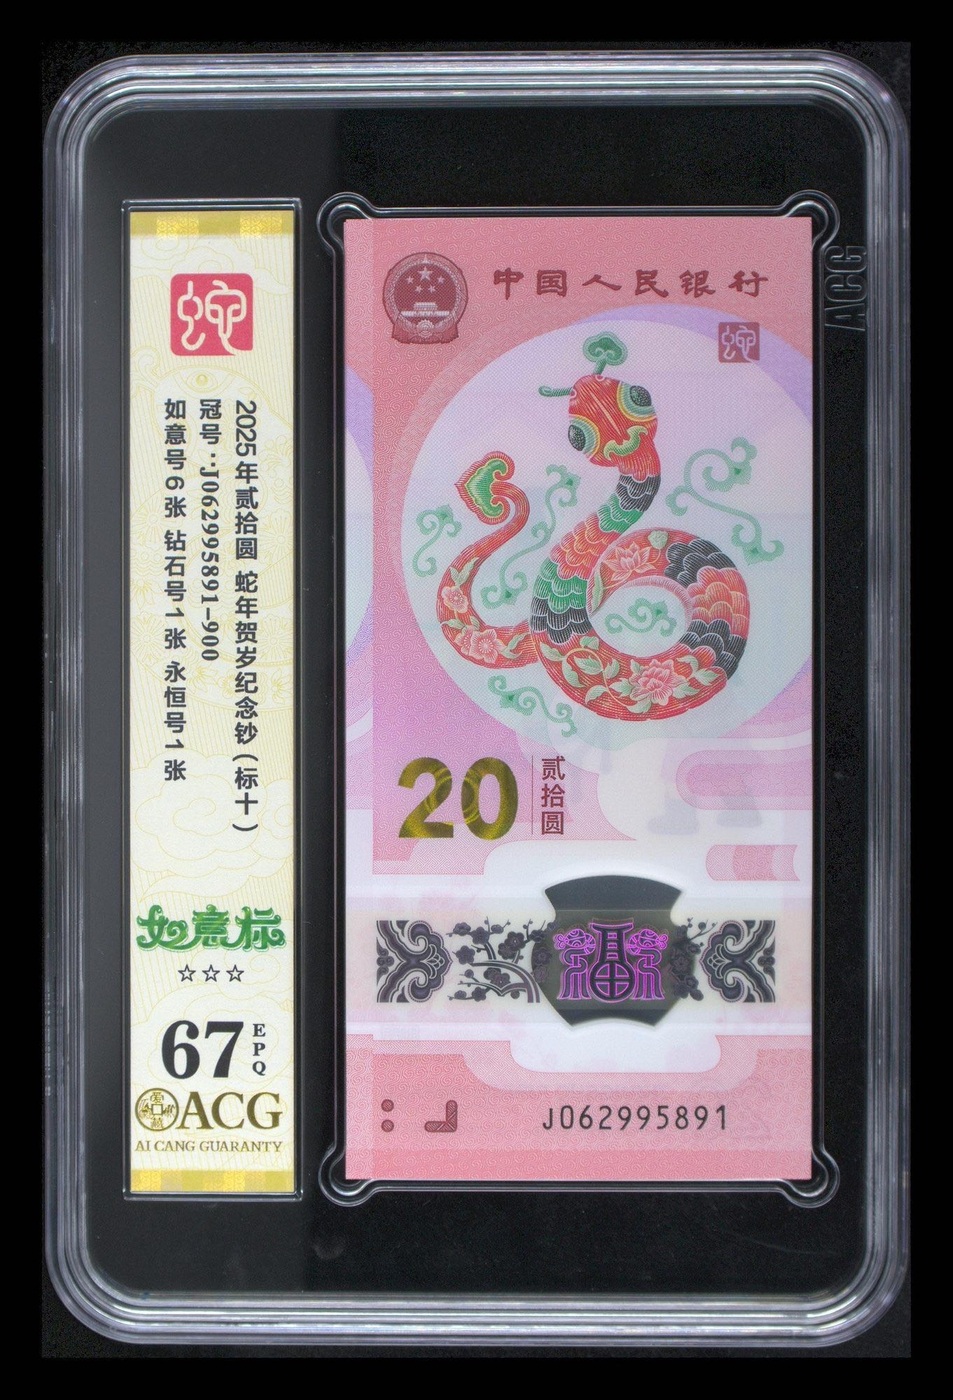 蛇
2025年贰拾圆 蛇年贺岁纪念钞(标十)
冠号:J062995891-900
如意号6张 钻石号1张 永恒号1张
如意标
☆☆☆
67 EPQ
ACG
AI CANG GUARANTY
中国人民银行
蛇
20 贰拾圆
福
J062995891
ACG